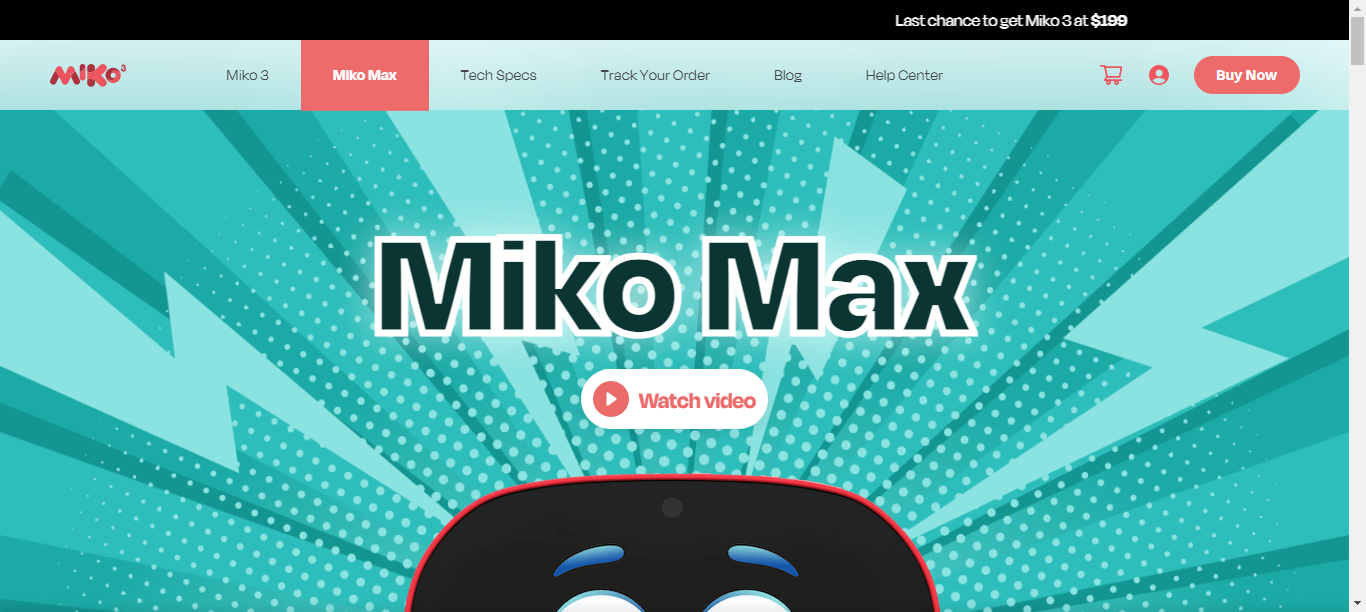 Last chance to get Miko 3 at $199
MIKO3
Miko 3
MIko Max
Tech Specs
Track Your Order
Blog
Help Center
Buy Now
Miko Max
Watch video